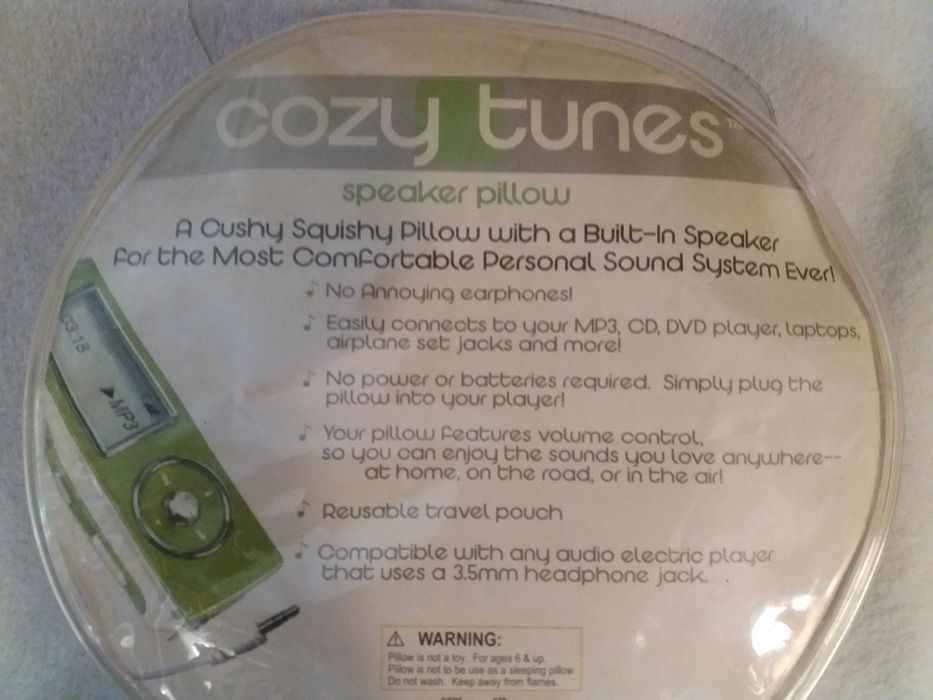 cozy tunes™
speaker pillow
A Cushy Squishy Pillow with a Built-In Speaker
for the Most Comfortable Personal Sound System Ever!
No Annoying earphones!
Easily connects to your MP3, CD, DVD player, laptops,
airplane set jacks and more!
No power or batteries required. Simply plug the
pillow into your player!
Your pillow features volume control,
so you can enjoy the sounds you love anywhere--
at home, on the road, or in the air!
Reusable travel pouch
Compatible with any audio electric player
that uses a 3.5mm headphone jack.
03:18
MP3
WARNING:
Pillow is not a toy. For ages 6 & up.
Pillow is not to be use as a sleeping pillow
Do not wash. Keep away from flames.